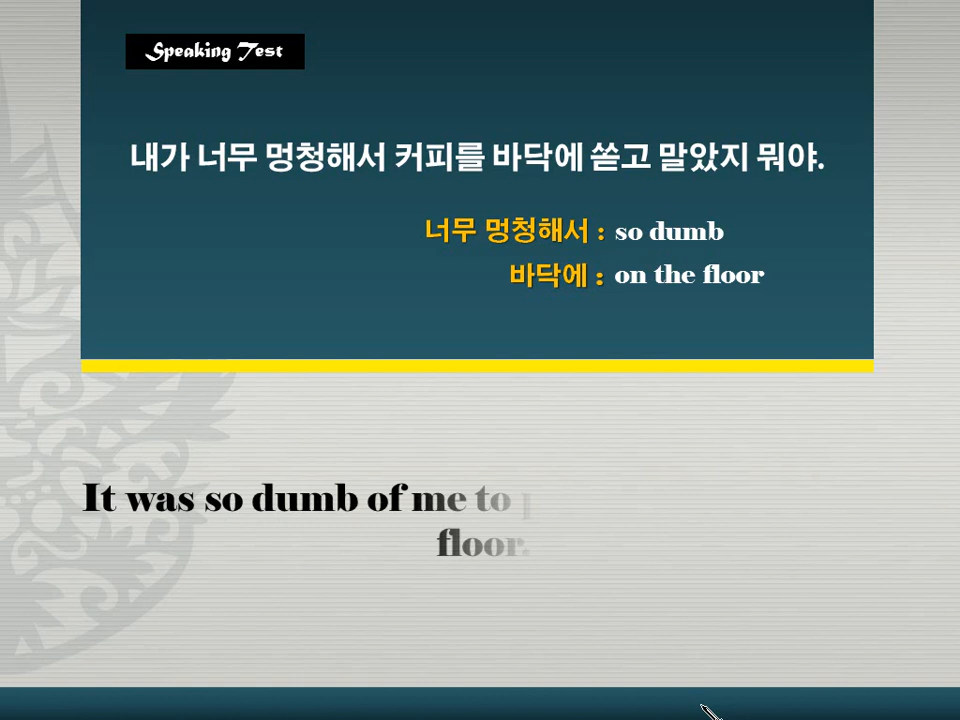 Speaking Test
내가 너무 멍청해서 커피를 바닥에 쏟고 말았지 뭐야.
너무 멍청해서 : so dumb
바닥에 : on the floor
It was so dumb of me to
floor.